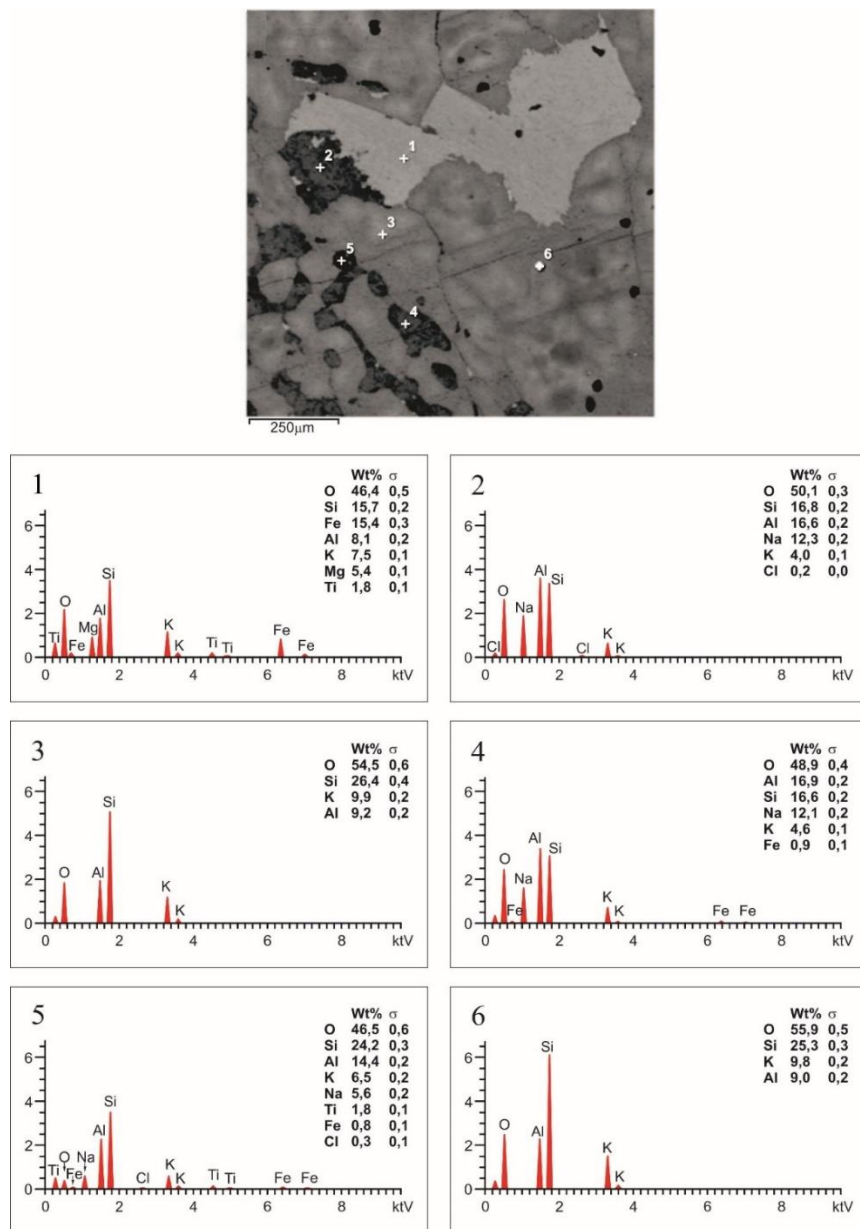 1
2
3
5
6
4
250µm
1
Wt% σ
O 46,4 0,5
Si 15,7 0,2
Fe 15,4 0,3
Al 8,1 0,2
K 7,5 0,1
Mg 5,4 0,1
Ti 1,8 0,1
6
4
2
0
Ti O Fe Mg Al Si K K Ti Ti Fe Fe
0 2 4 6 8 ktV
2
Wt% σ
O 50,1 0,3
Si 16,8 0,2
Al 16,6 0,2
Na 12,3 0,2
K 4,0 0,1
Cl 0,2 0,0
6
4
2
0
Cl O Na Al Si Cl K K
0 2 4 6 8 ktV
3
Wt% σ
O 54,5 0,6
Si 26,4 0,4
K 9,9 0,2
Al 9,2 0,2
6
4
2
0
O Al Si K K
0 2 4 6 8 ktV
4
Wt% σ
O 48,9 0,4
Al 16,9 0,2
Si 16,6 0,2
Na 12,1 0,2
K 4,6 0,1
Fe 0,9 0,1
6
4
2
0
O Fe Na Al Si K K Fe Fe
0 2 4 6 8 ktV
5
Wt% σ
O 46,5 0,6
Si 24,2 0,3
Al 14,4 0,2
K 6,5 0,2
Na 5,6 0,2
Ti 1,8 0,1
Fe 0,8 0,1
Cl 0,3 0,1
6
4
2
0
Ti O Fe Na Al Si Cl K K Ti Ti Fe Fe
0 2 4 6 8 ktV
6
Wt% σ
O 55,9 0,5
Si 25,3 0,3
K 9,8 0,2
Al 9,0 0,2
6
4
2
0
O Al Si K K
0 2 4 6 8 ktV